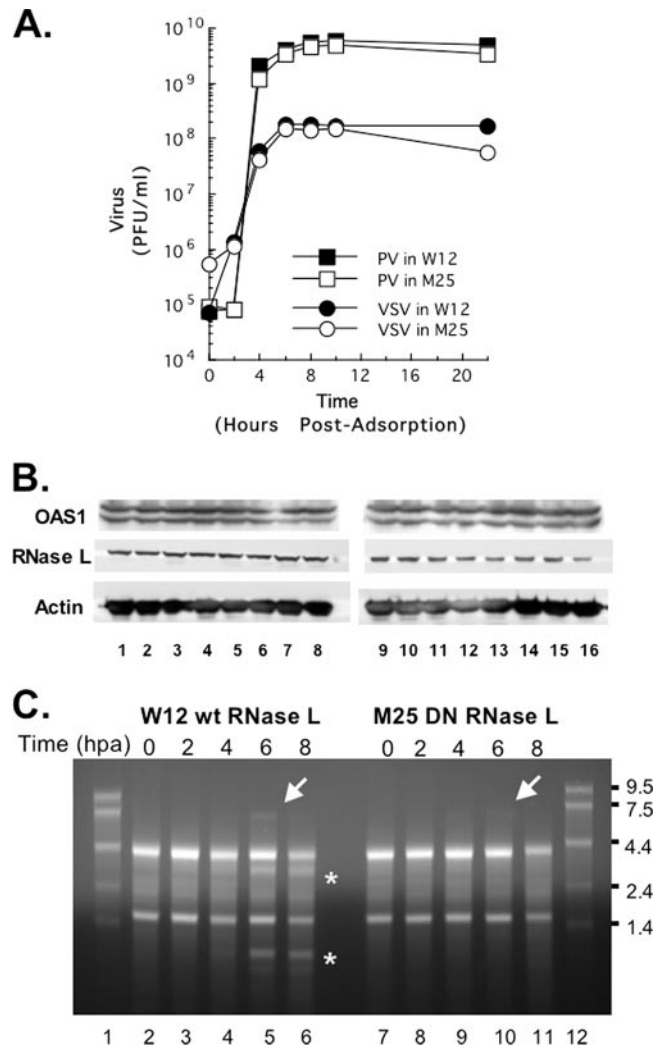 A.
10^10
10^9
10^8
10^7
10^6
10^5
10^4
Virus
(PFU/ml)
PV in W12
PV in M25
VSV in W12
VSV in M25
0 4 8 12 16 20
Time
(Hours Post-Adsorption)
B.
OAS1
RNase L
Actin
1 2 3 4 5 6 7 8 9 10 11 12 13 14 15 16
C.
W12 wt RNase L M25 DN RNase L
Time (hpa) 0 2 4 6 8 0 2 4 6 8
9.5
7.5
4.4
*
2.4
1.4
*
1 2 3 4 5 6 7 8 9 10 11 12